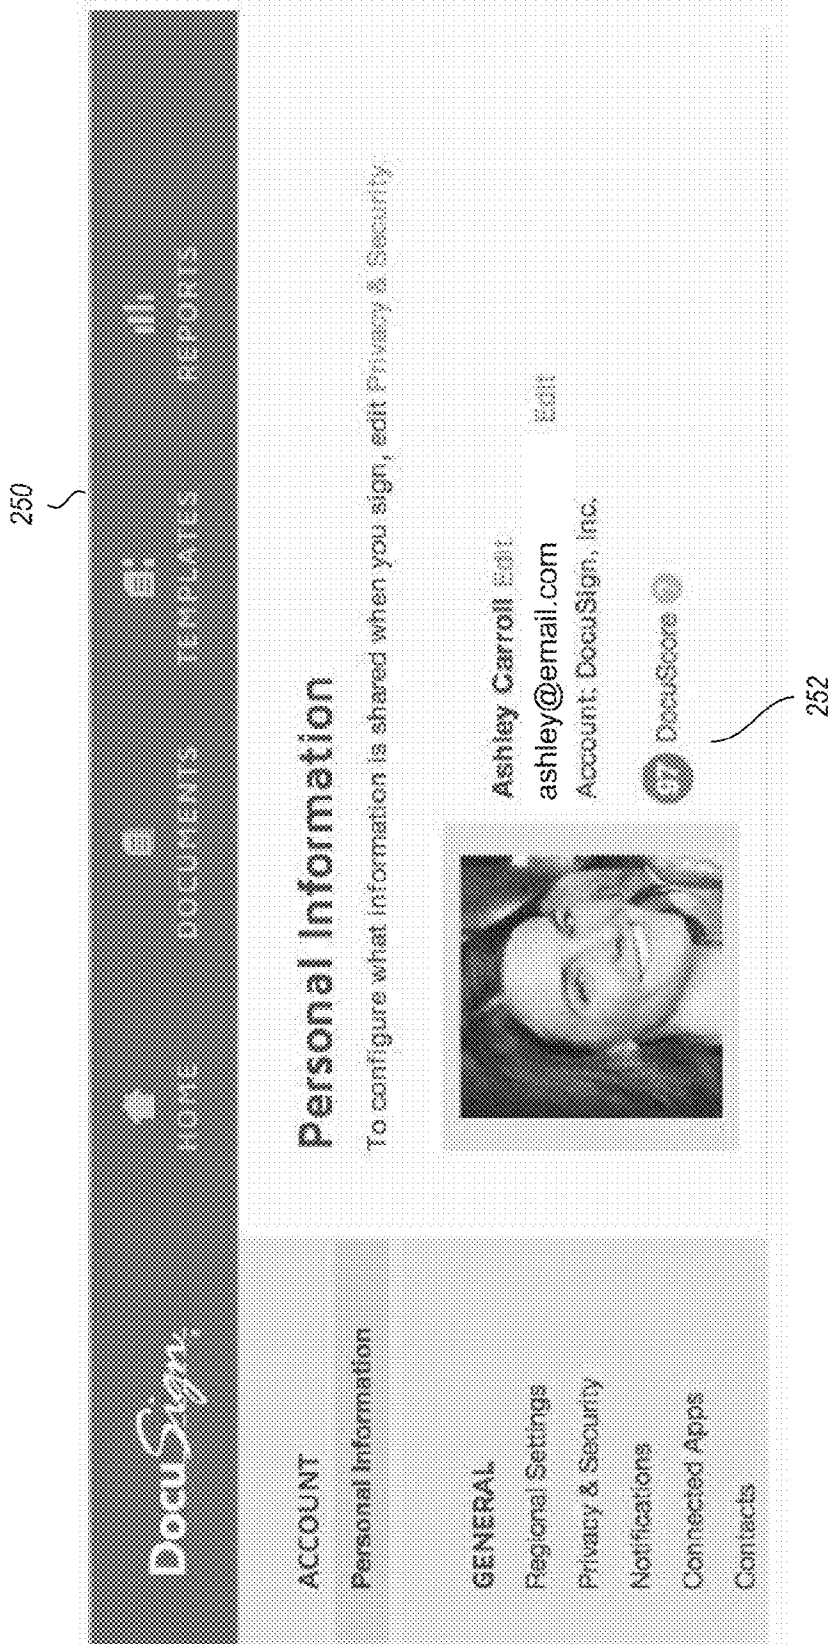 250
DocuSign
HOME
DOCUMENTS
TEMPLATES
REPORTS
ACCOUNT
Personal Information
GENERAL
Regional Settings
Privacy & Security
Notifications
Connected Apps
Contacts
Personal Information
To configure what information is shared when you sign, edit Privacy & Security
Ashley Carroll Edit
ashley@email.com Edit
Account: DocuSign, Inc.
97 DocuScore
252